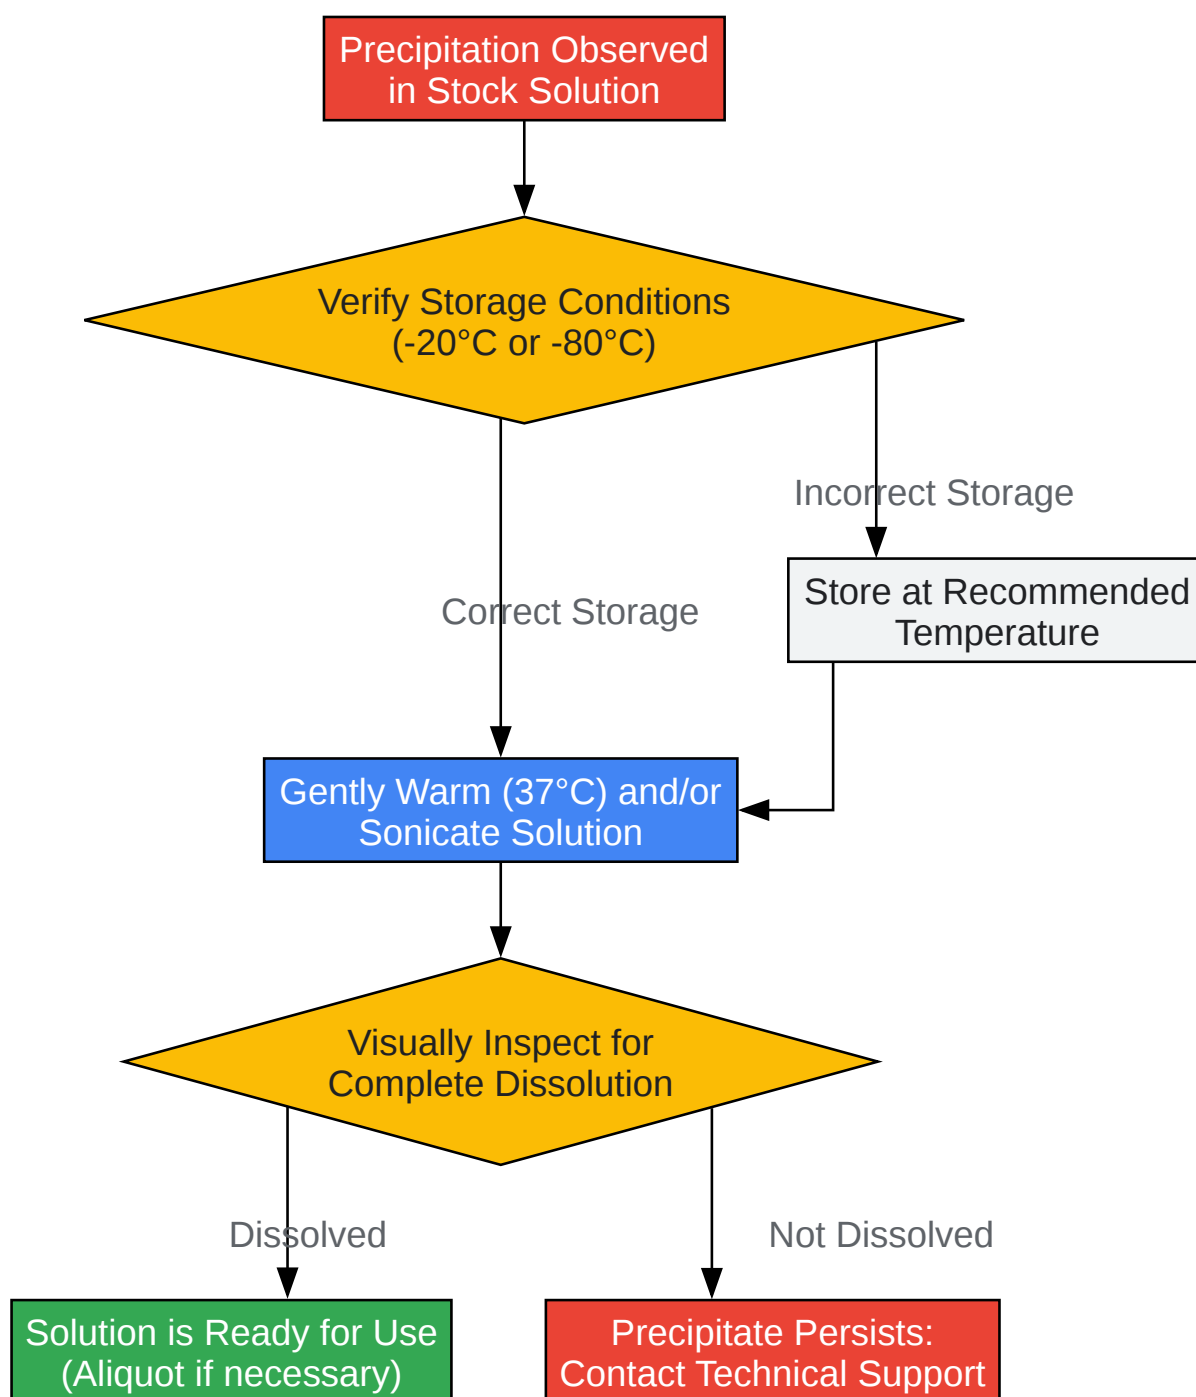 Precipitation Observed
in Stock Solution
Verify Storage Conditions
(-20°C or -80°C)
Incorrect Storage
Store at Recommended
Temperature
Correct Storage
Gently Warm (37°C) and/or
Sonicate Solution
Visually Inspect for
Complete Dissolution
Dissolved
Not Dissolved
Solution is Ready for Use
(Aliquot if necessary)
Precipitate Persists:
Contact Technical Support